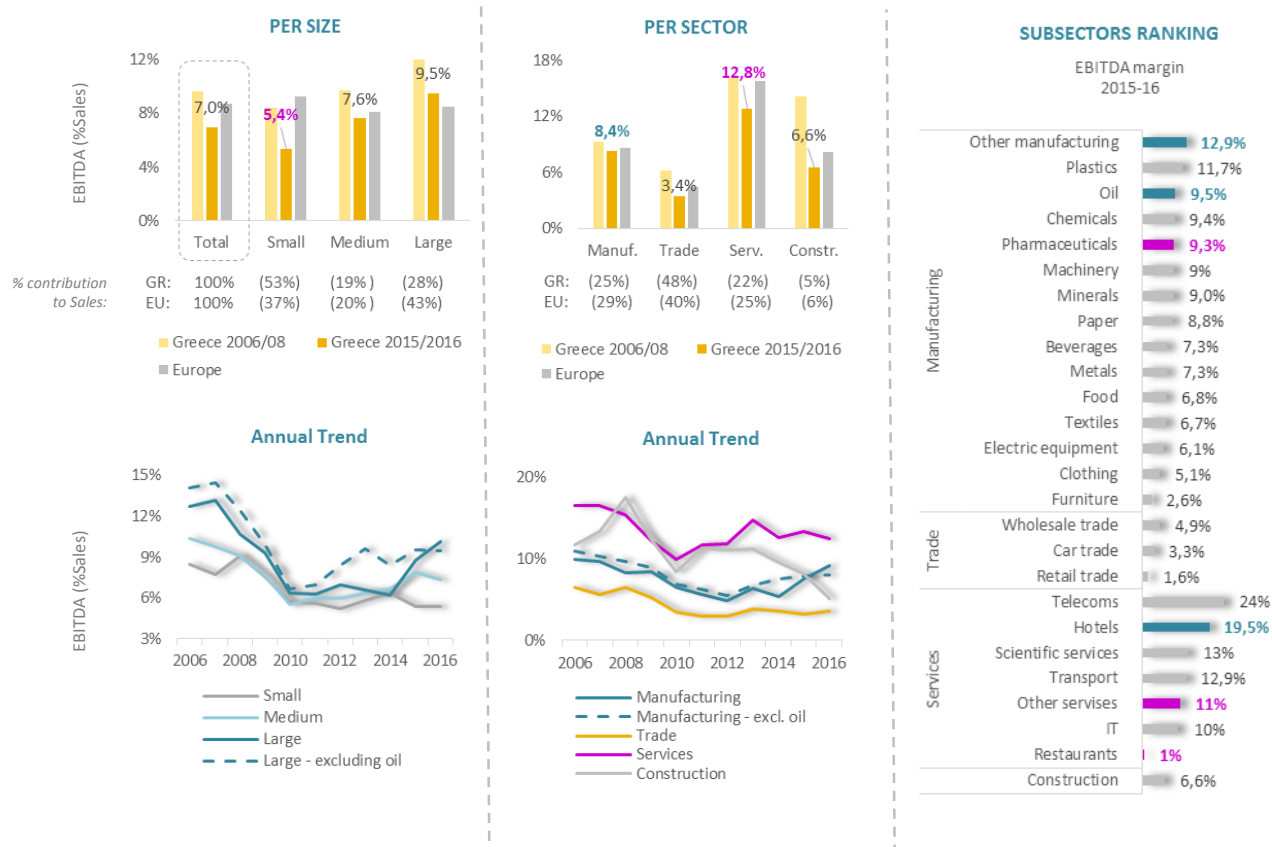 PER SIZE
EBITDA (%Sales)
12%
8%
4%
0%
7,0%
5,4%
7,6%
9,5%
Total Small Medium Large
% contribution to Sales:
GR: 100% (53%) (19% ) (28%)
EU: 100% (37%) (20%) (43%)
Greece 2006/08 Greece 2015/2016
Europe
Annual Trend
EBITDA (%Sales)
15%
12%
9%
6%
3%
2006 2008 2010 2012 2014 2016
Small
Medium
Large
Large - excluding oil
PER SECTOR
18%
12%
6%
0%
8,4%
3,4%
12,8%
6,6%
Manuf. Trade Serv. Constr.
GR: (25%) (48%) (22%) (5%)
EU: (29%) (40%) (25%) (6%)
Greece 2006/08 Greece 2015/2016
Europe
Annual Trend
20%
10%
0%
2006 2008 2010 2012 2014 2016
Manufacturing
Manufacturing - excl. oil
Trade
Services
Construction
SUBSECTORS RANKING
EBITDA margin
2015-16
Manufacturing
Other manufacturing 12,9%
Plastics 11,7%
Oil 9,5%
Chemicals 9,4%
Pharmaceuticals 9,3%
Machinery 9%
Minerals 9,0%
Paper 8,8%
Beverages 7,3%
Metals 7,3%
Food 6,8%
Textiles 6,7%
Electric equipment 6,1%
Clothing 5,1%
Furniture 2,6%
Trade
Wholesale trade 4,9%
Car trade 3,3%
Retail trade 1,6%
Services
Telecoms 24%
Hotels 19,5%
Scientific services 13%
Transport 12,9%
Other servises 11%
IT 10%
Restaurants 1%
Construction 6,6%